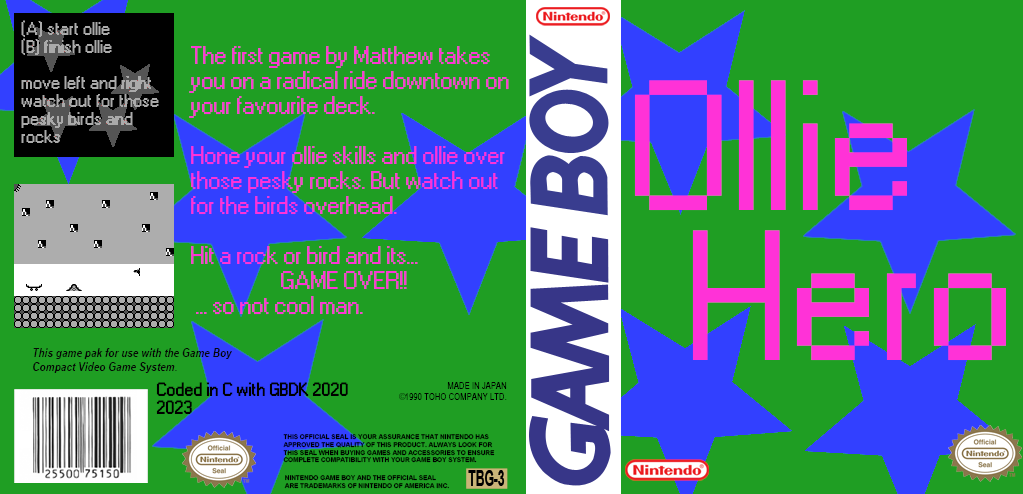 (A) start ollie
(B) finish ollie
move left and right
watch out for those
pesky birds and
rocks
The first game by Matthew takes
you on a radical ride downtown on
your favourite deck.
Hone your ollie skills and ollie over
those pesky rocks. But watch out
for the birds overhead.
Hit a rock or bird and its...
GAME OVER!!
.... so not cool man.
This game pak for use with the Game Boy
Compact Video Game System.
Coded in C with GBDK 2020
2023
MADE IN JAPAN
©1990 TOHO COMPANY LTD.
25500 75150
Official
Nintendo
Seal
THIS OFFICIAL SEAL IS YOUR ASSURANCE THAT NINTENDO HAS
APPROVED THE QUALITY OF THIS PRODUCT. ALWAYS LOOK FOR
THIS SEAL WHEN BUYING GAMES AND ACCESSORIES TO ENSURE
COMPLETE COMPATIBILITY WITH YOUR GAME BOY SYSTEM.
NINTENDO GAME BOY AND THE OFFICIAL SEAL
ARE TRADEMARKS OF NINTENDO OF AMERICA INC.
TBG-3
Nintendo®
GAME BOY
Ollie
Hero
Nintendo®
Official
Nintendo
Seal